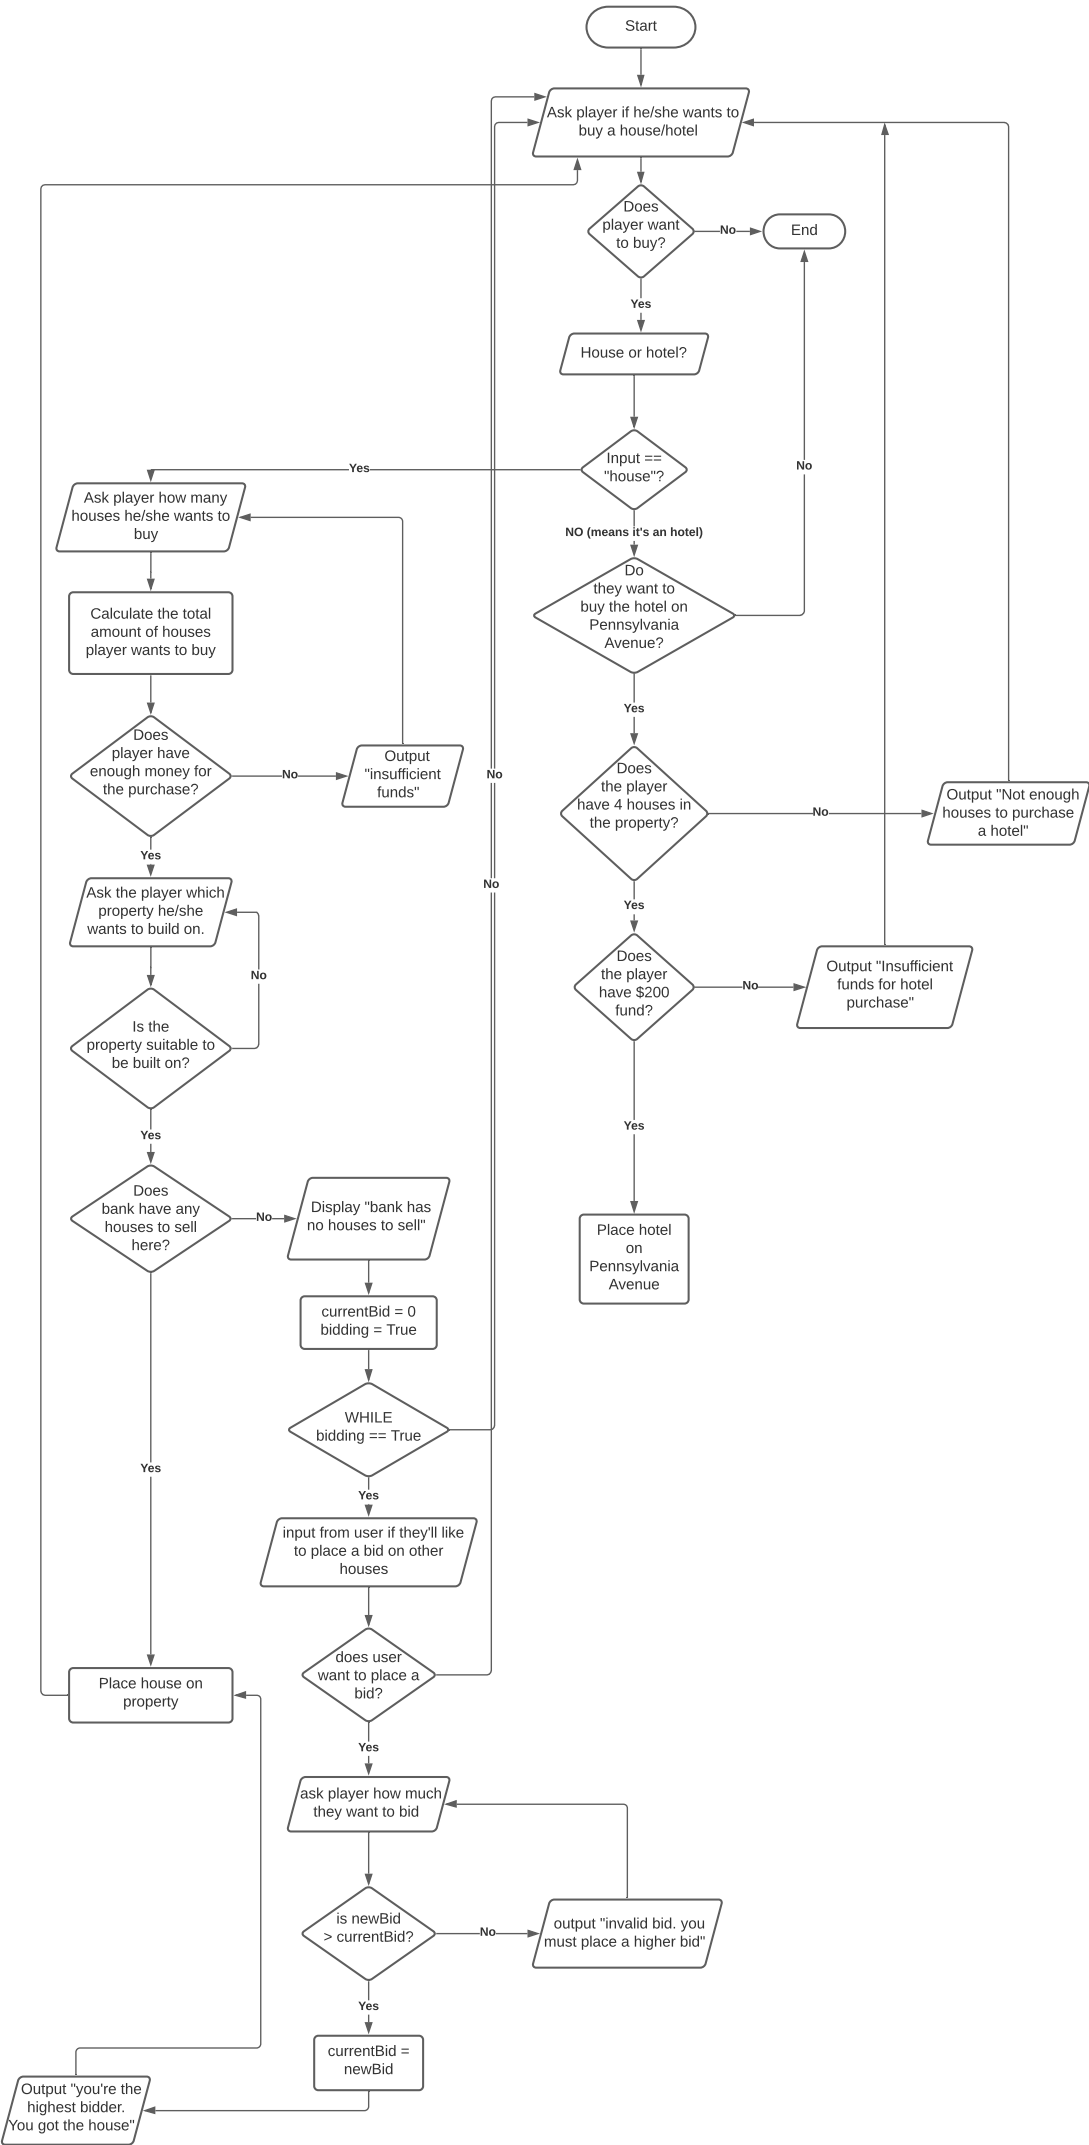 Start
Ask player if he/she wants to
buy a house/hotel
Does
player want
to buy?
No
End
Yes
House or hotel?
Input ==
"house"?
Yes
No
NO (means it's an hotel)
Ask player how many
houses he/she wants to
buy
Do
they want to
buy the hotel on
Pennsylvania
Avenue?
Calculate the total
amount of houses
player wants to buy
Yes
Does
player have
enough money for
the purchase?
No
Output
"insufficient
funds"
No
Does
the player
have 4 houses in
the property?
No
Output "Not enough
houses to purchase
a hotel"
Yes
No
Yes
Ask the player which
property he/she
wants to build on.
No
Does
the player
have $200
fund?
No
Output "Insufficient
funds for hotel
purchase"
Is the
property suitable to
be built on?
Yes
Yes
Does
bank have any
houses to sell
here?
No
Display "bank has
no houses to sell"
Place hotel
on
Pennsylvania
Avenue
currentBid = 0
bidding = True
WHILE
bidding == True
Yes
Yes
input from user if they'll like
to place a bid on other
houses
does user
want to place a
bid?
Place house on
property
Yes
ask player how much
they want to bid
is newBid
> currentBid?
No
output "invalid bid. you
must place a higher bid"
Yes
currentBid =
newBid
Output "you're the
highest bidder.
You got the house"